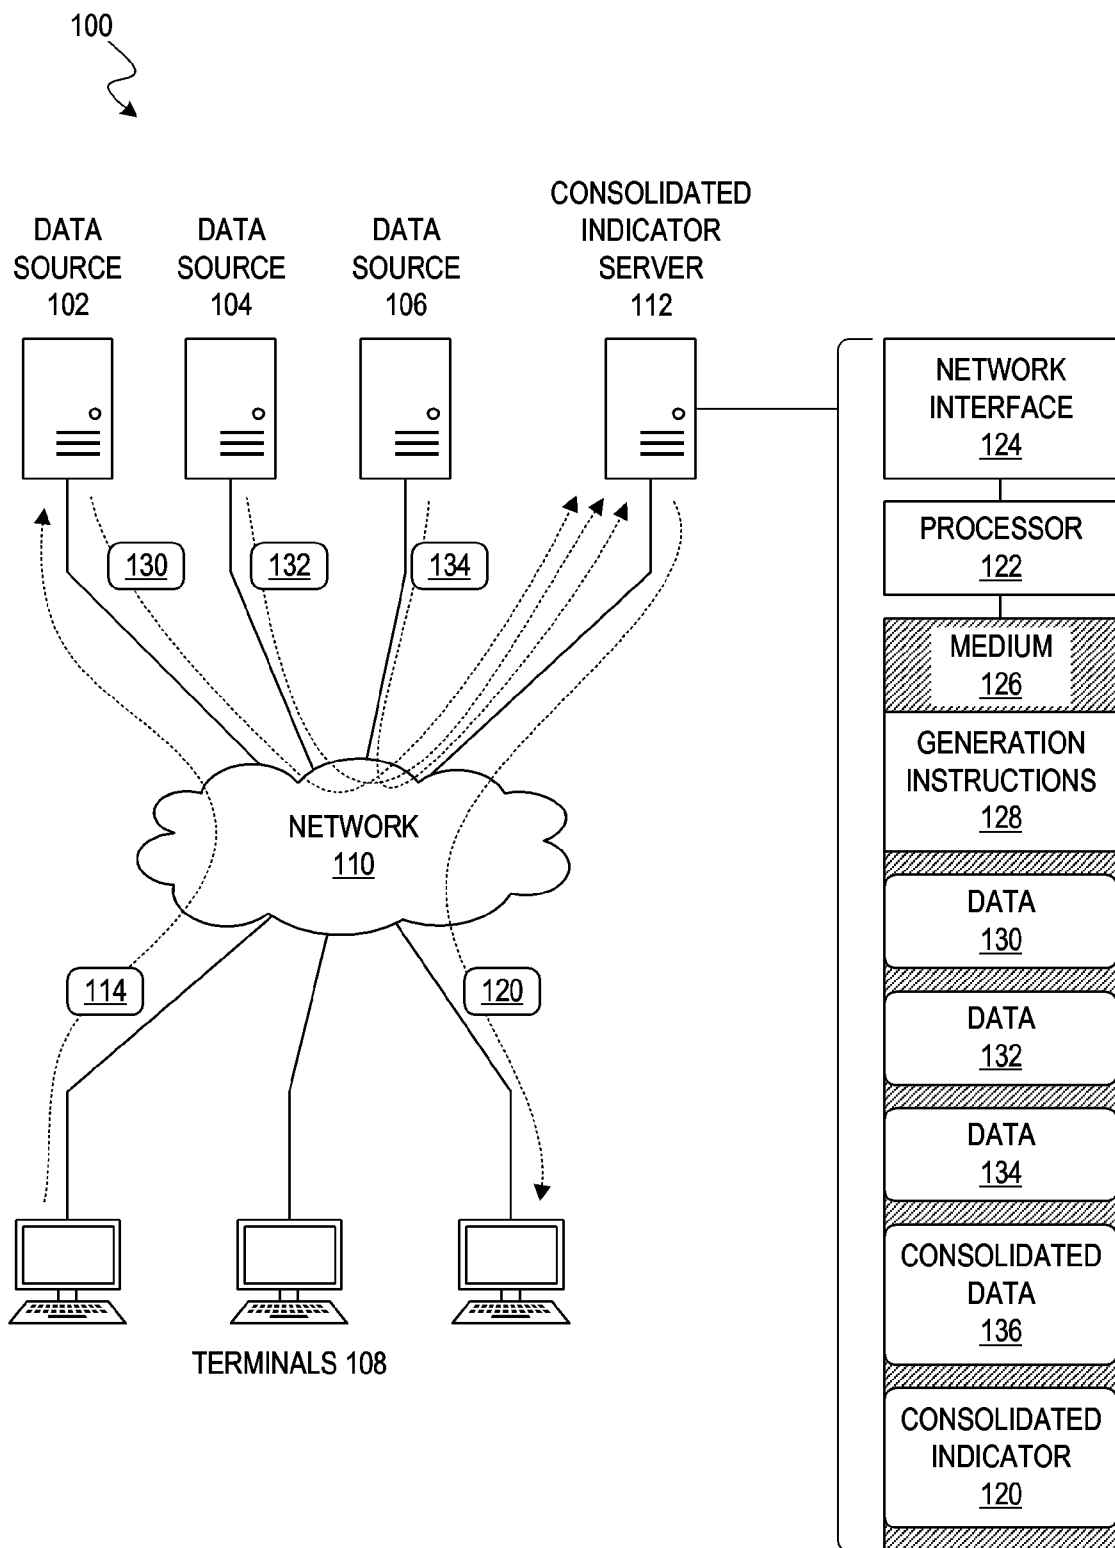 100
DATA
SOURCE
102
DATA
SOURCE
104
DATA
SOURCE
106
CONSOLIDATED
INDICATOR
SERVER
112
130
132
134
NETWORK
110
114
120
TERMINALS 108
NETWORK
INTERFACE
124
PROCESSOR
122
MEDIUM
126
GENERATION
INSTRUCTIONS
128
DATA
130
DATA
132
DATA
134
CONSOLIDATED
DATA
136
CONSOLIDATED
INDICATOR
120